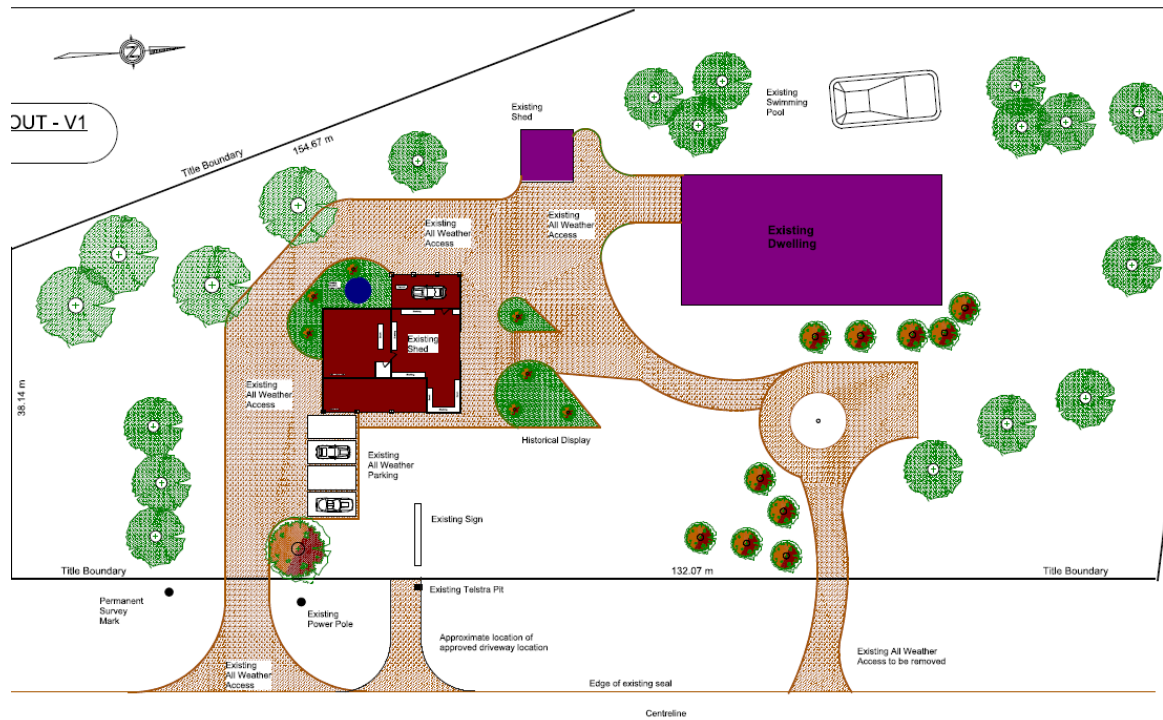 Z
OUT - V1
Title Boundary
154.67 m
38.14 m
Existing
Shed
Existing
Swimming
Pool
Existing
All Weather
Access
Existing
All Weather
Access
Existing
Dwelling
Existing
Shed
Existing
All Weather
Access
Historical Display
Existing
All Weather
Parking
Existing Sign
Title Boundary
132.07 m
Title Boundary
Permanent
Survey
Mark
Existing
Power Pole
Existing Telstra Pit
Approximate location of
approved driveway location
Existing All Weather
Access to be removed
Existing
All Weather
Access
Edge of existing seal
Centreline